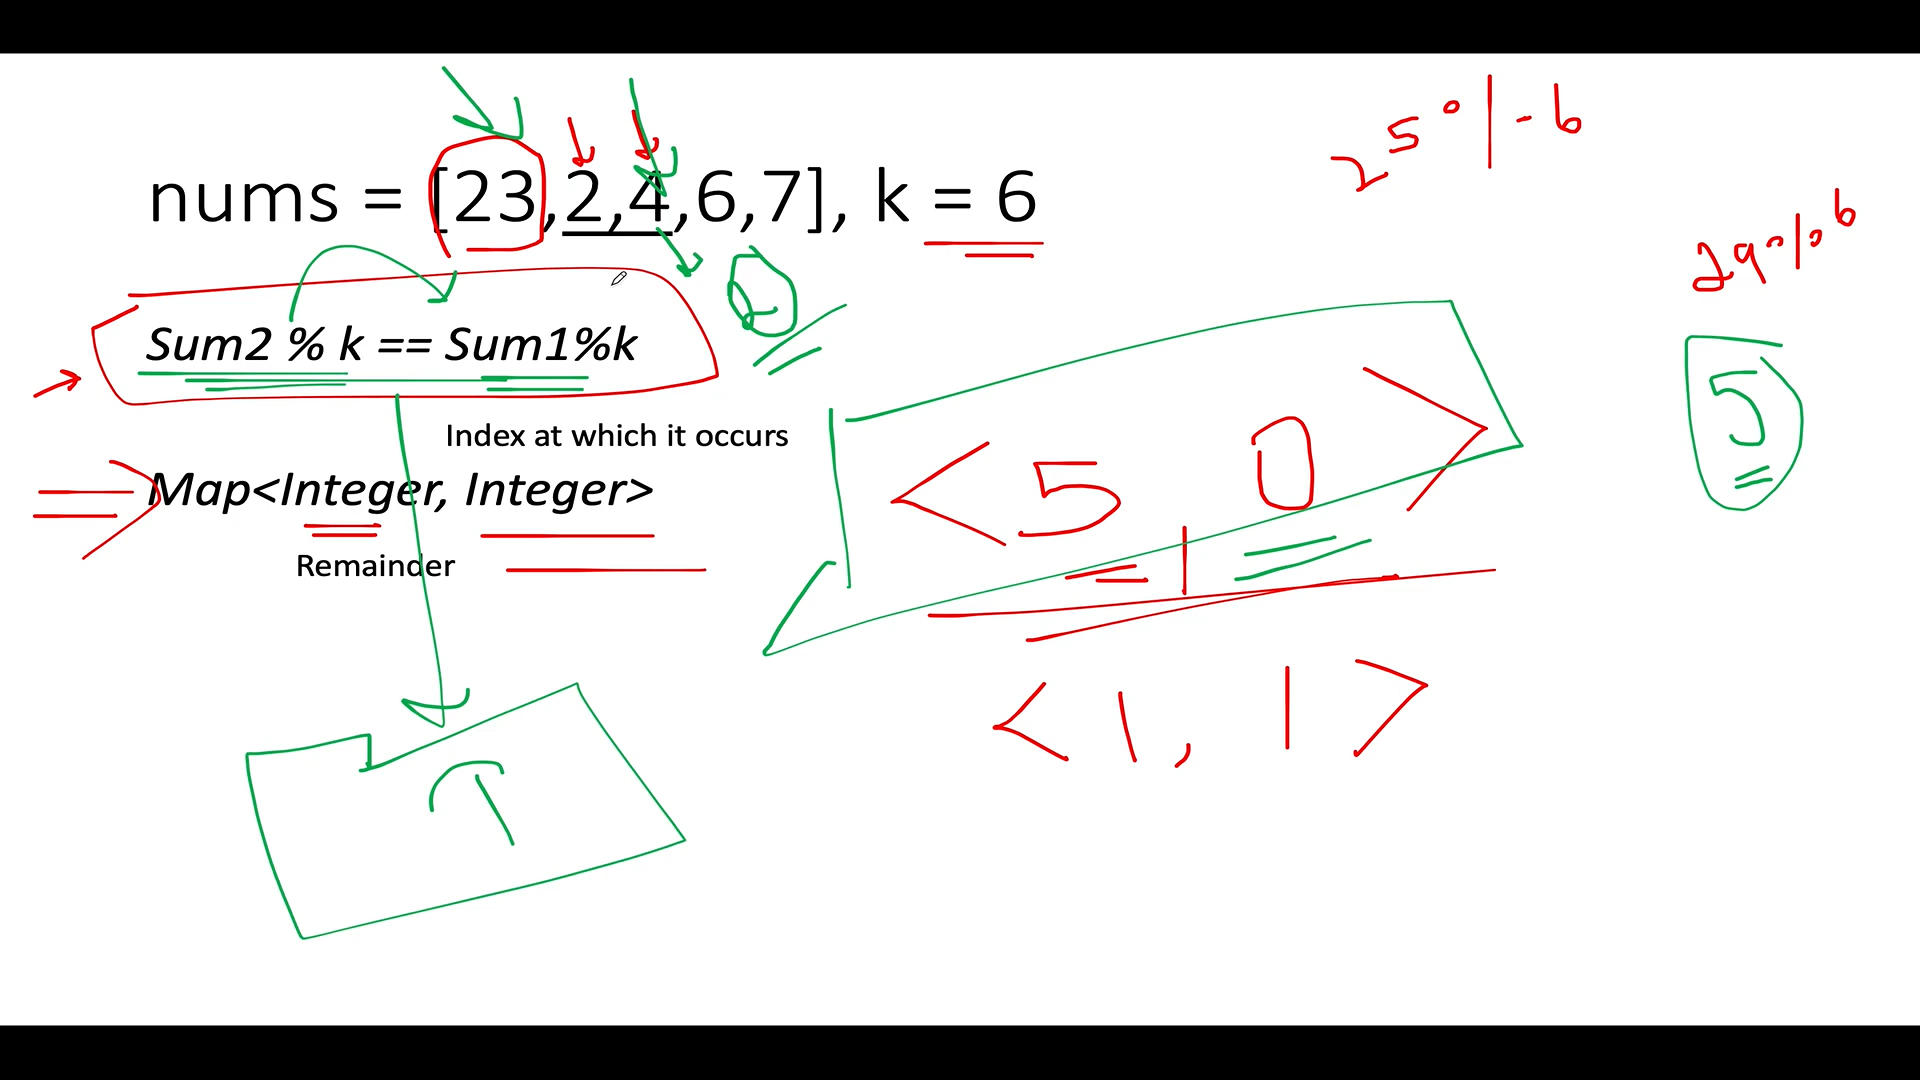 nums = [23,2,4,6,7], k = 6
25 % 6
29 % 6
2
5
Sum2 % k == Sum1%k
Index at which it occurs
Map<Integer, Integer>
Remainder
< 5 , 0 >
< 1 , 1 >
T